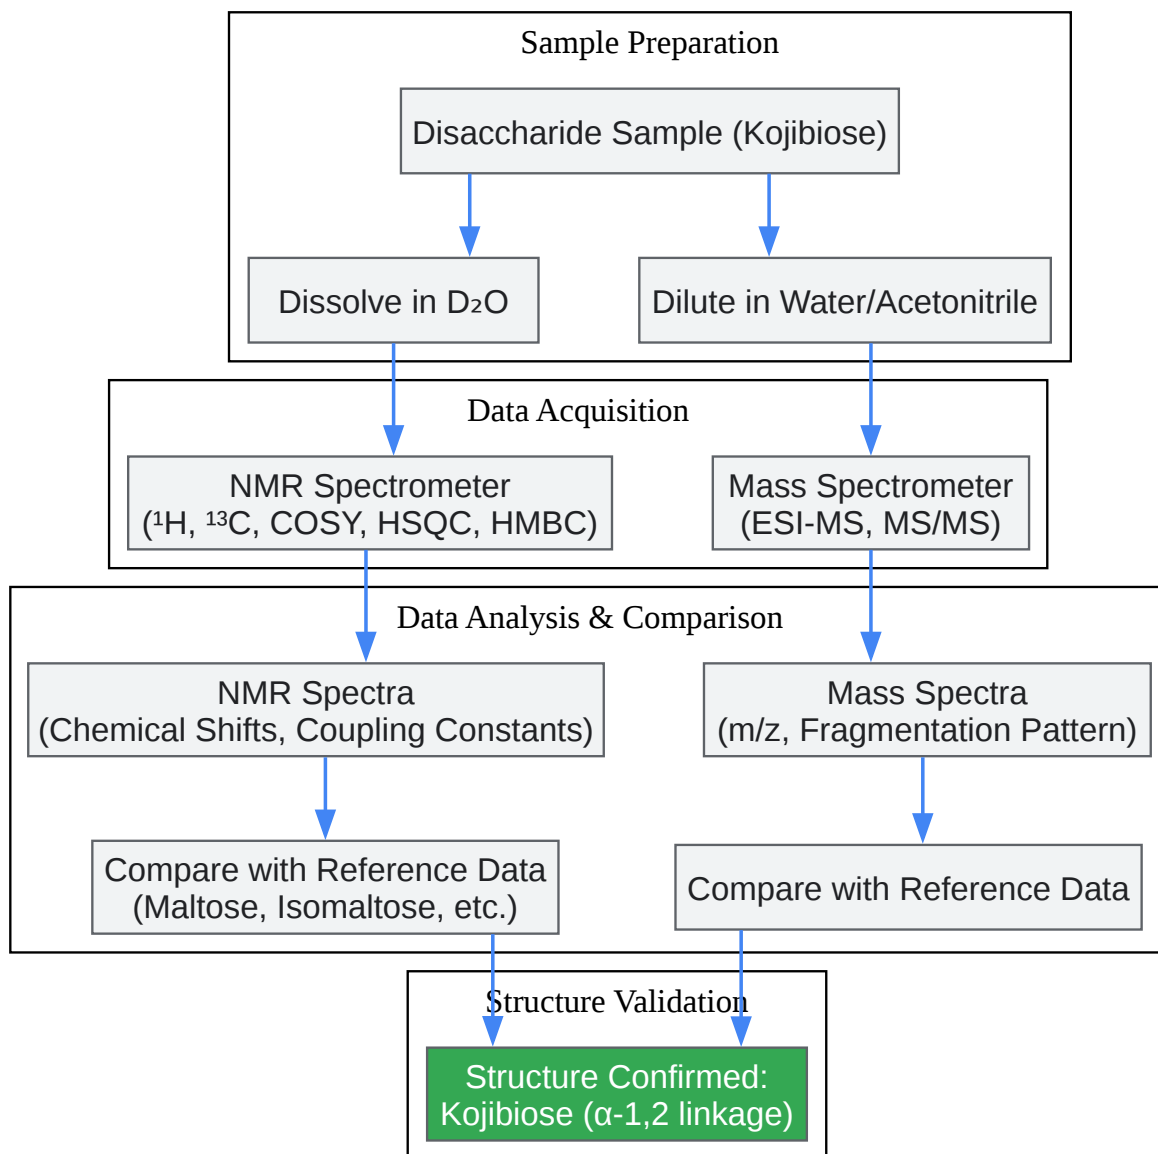 Sample Preparation
Disaccharide Sample (Kojibiose)
Dissolve in D₂O
Dilute in Water/Acetonitrile
Data Acquisition
NMR Spectrometer
(¹H, ¹³C, COSY, HSQC, HMBC)
Mass Spectrometer
(ESI-MS, MS/MS)
Data Analysis & Comparison
NMR Spectra
(Chemical Shifts, Coupling Constants)
Mass Spectra
(m/z, Fragmentation Pattern)
Compare with Reference Data
(Maltose, Isomaltose, etc.)
Compare with Reference Data
Structure Validation
Structure Confirmed:
Kojibiose (α-1,2 linkage)